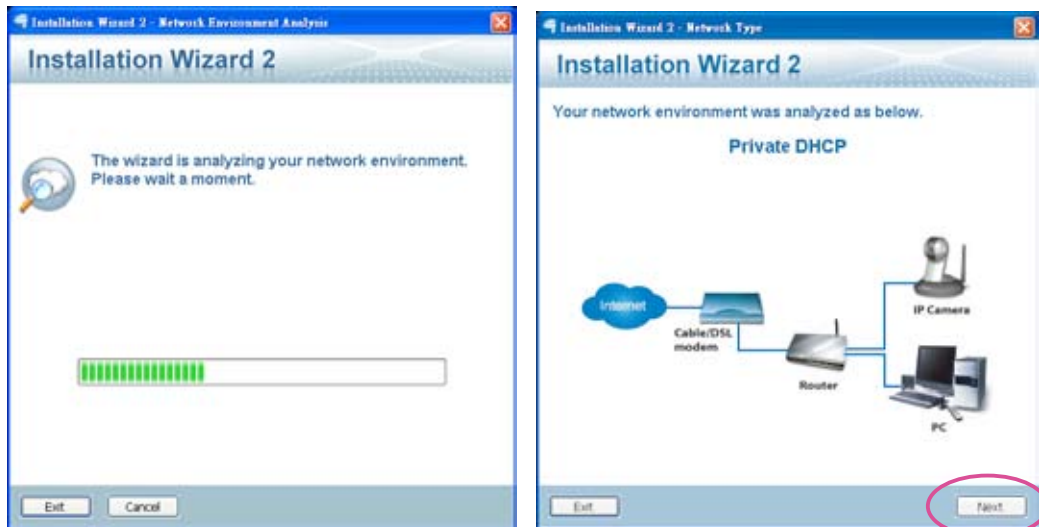 Installation Wizard 2 - Network Environment Analysis
Installation Wizard 2
The wizard is analyzing your network environment.
Please wait a moment.
Exit
Cancel
Installation Wizard 2 - Network Type
Installation Wizard 2
Your network environment was analyzed as below.
Private DHCP
Internet
Cable/DSL
modem
Router
IP Camera
PC
Exit
Next